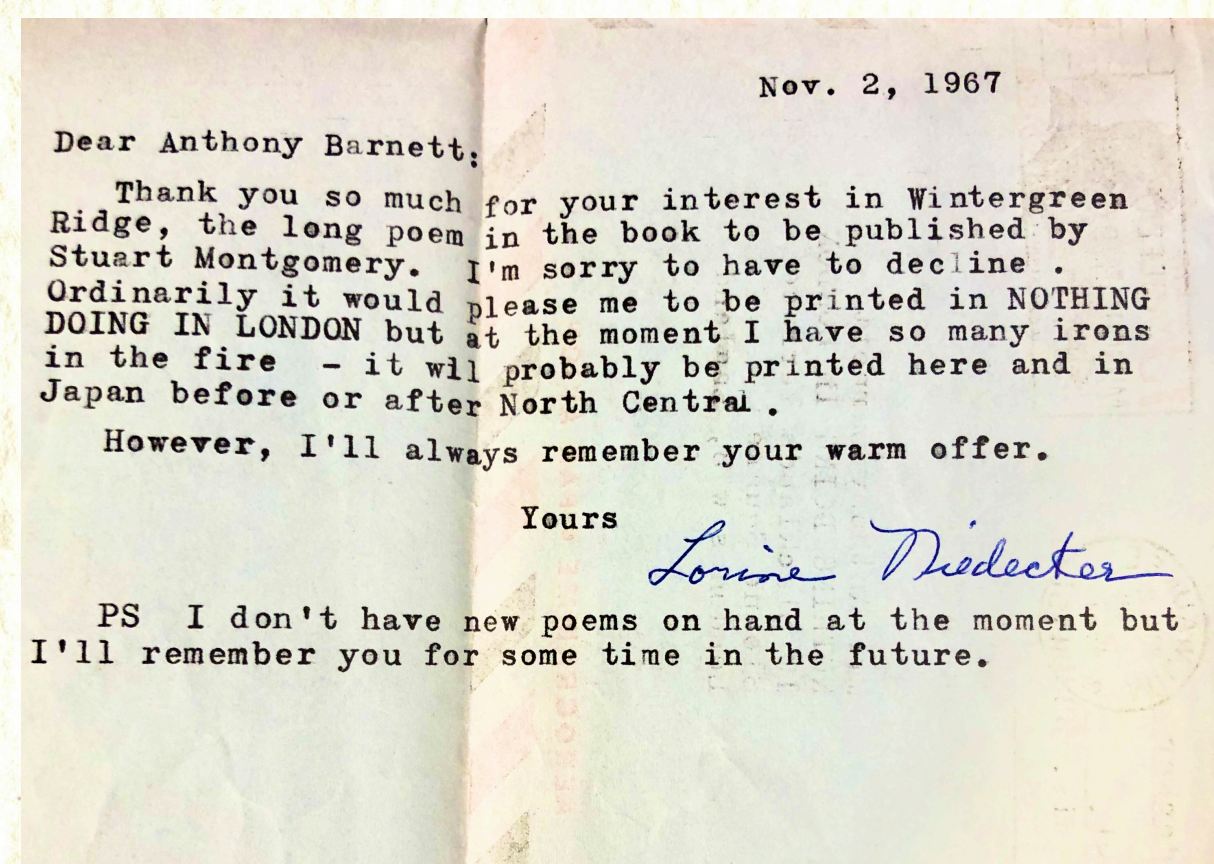 Nov. 2, 1967
Dear Anthony Barnett:
Thank you so much for your interest in Wintergreen
Ridge, the long poem in the book to be published by
Stuart Montgomery. I'm sorry to have to decline .
Ordinarily it would please me to be printed in NOTHING
DOING IN LONDON but at the moment I have so many irons
in the fire - it wll probably be printed here and in
Japan before or after North Central.
However, I'll always remember your warm offer.
Yours
Lorine Niedecker
PS I don't have new poems on hand at the moment but
I'll remember you for some time in the future.